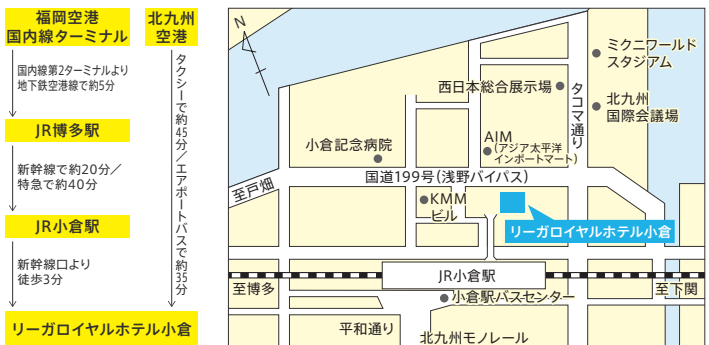 福岡空港
国内線ターミナル
国内線第2ターミナルより
地下鉄空港線で約5分
JR博多駅
新幹線で約20分／
特急で約40分
JR小倉駅
新幹線口より
徒歩3分
北九州
空港
タクシーで約45分／エアポートバスで約35分
リーガロイヤルホテル小倉
N
ミクニワールド
スタジアム
西日本総合展示場
タコマ通り
北九州
国際会議場
小倉記念病院
AIM
(アジア太平洋
インポートマート)
国道199号(浅野バイパス)
至戸畑
KMM
ビル
リーガロイヤルホテル小倉
JR小倉駅
至博多
至下関
小倉駅バスセンター
平和通り
北九州モノレール